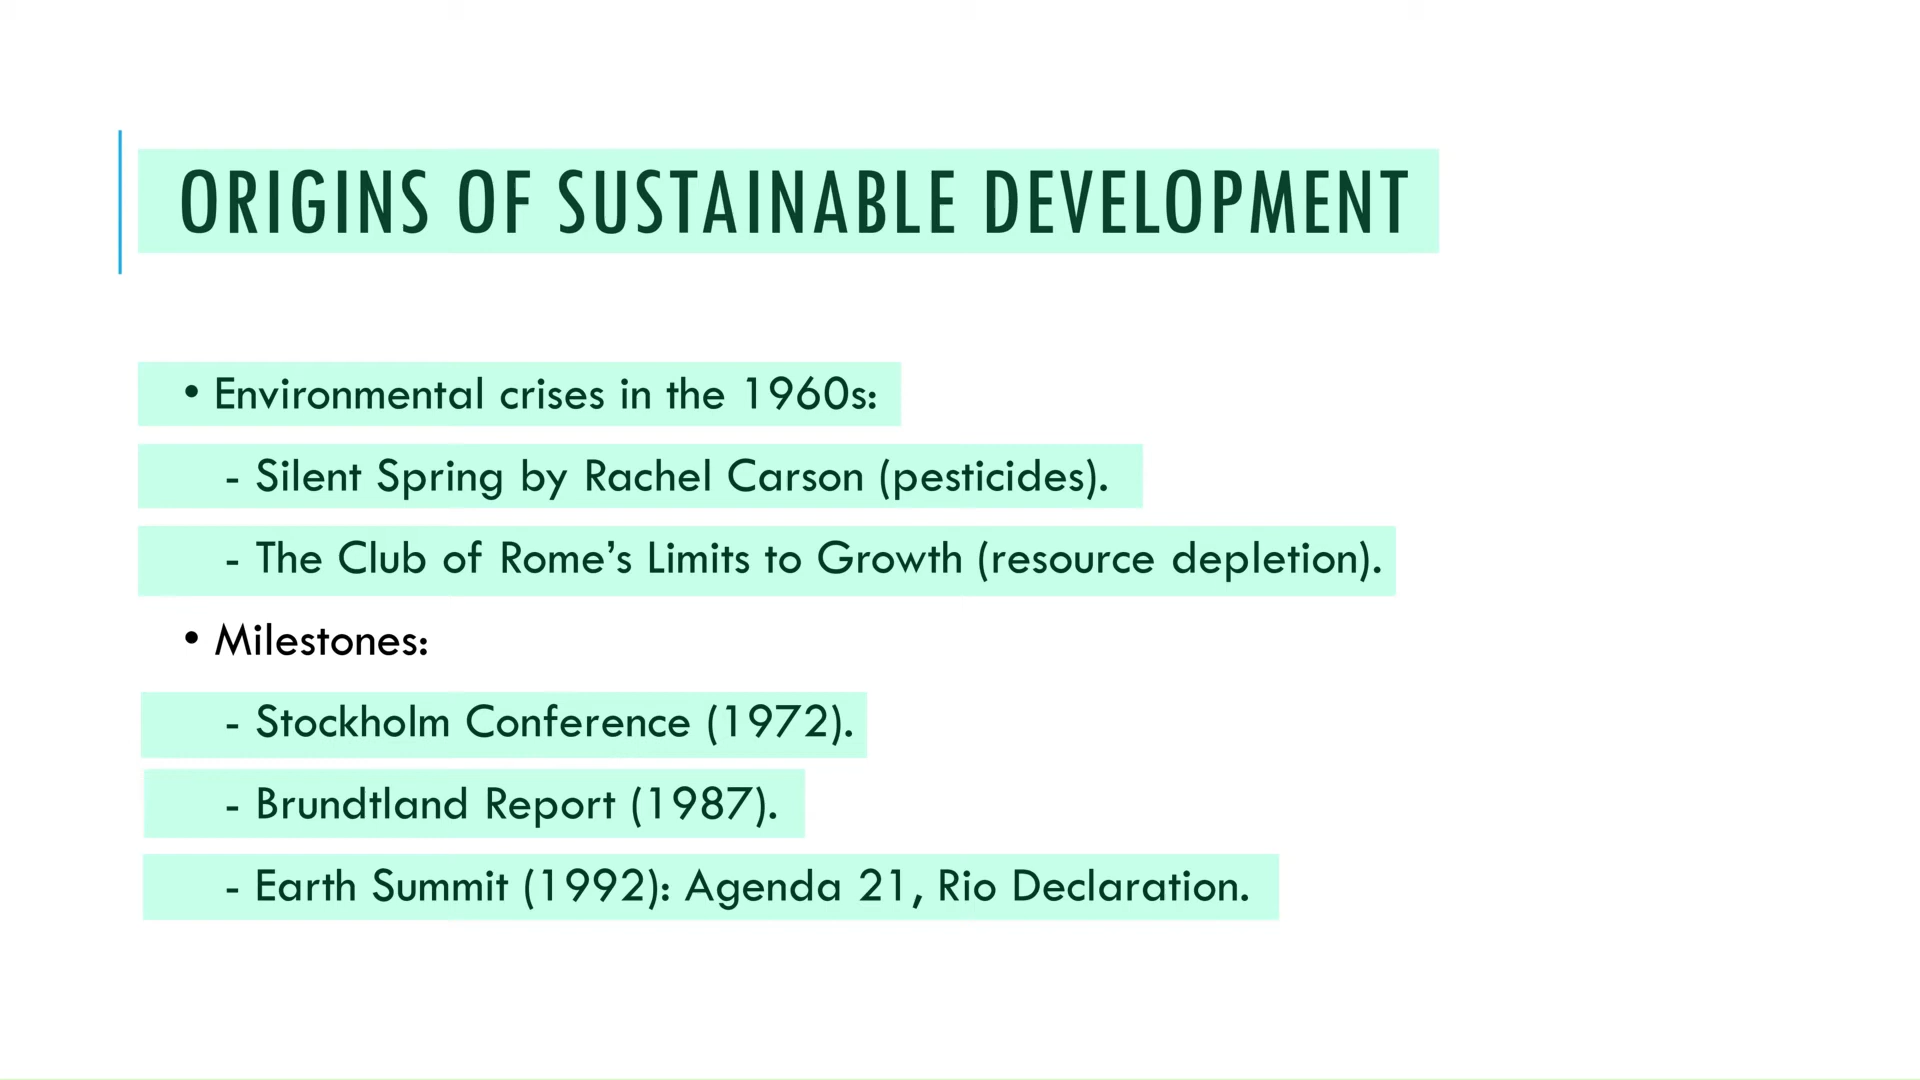 ORIGINS OF SUSTAINABLE DEVELOPMENT
• Environmental crises in the 1960s:
- Silent Spring by Rachel Carson (pesticides).
- The Club of Rome’s Limits to Growth (resource depletion).
• Milestones:
- Stockholm Conference (1972).
- Brundtland Report (1987).
- Earth Summit (1992): Agenda 21, Rio Declaration.